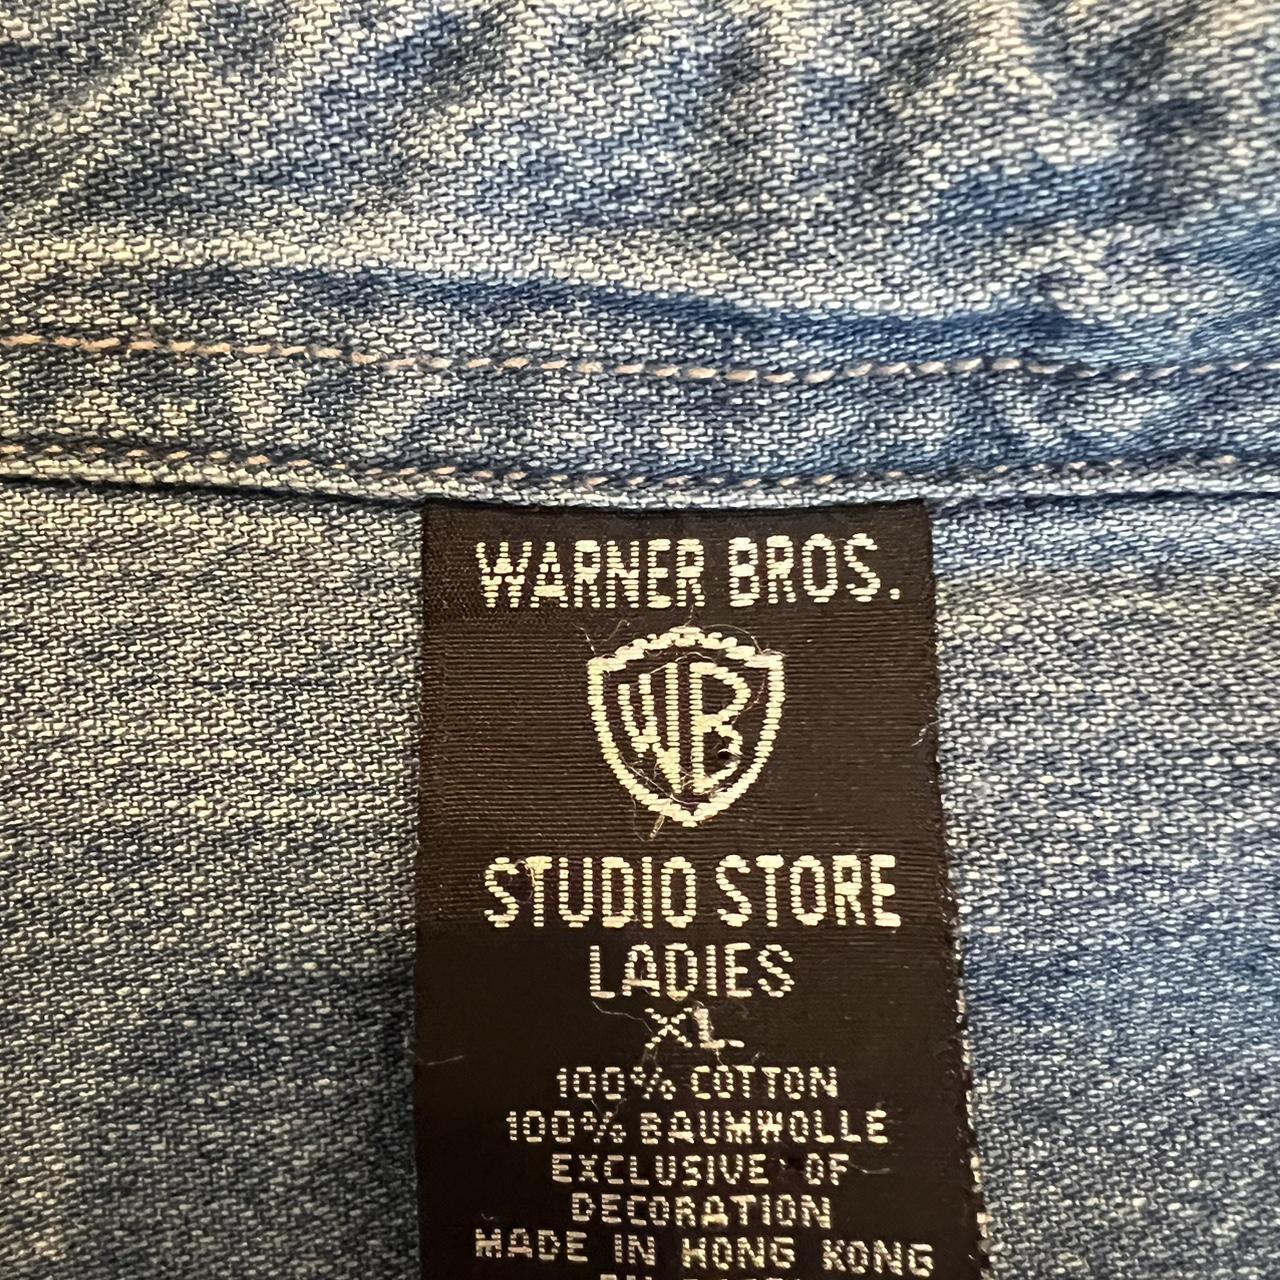 WARNER BROS.
WB
STUDIO STORE
LADIES
XL
100% COTTON
100% BAUMWOLLE
EXCLUSIVE OF
DECORATION
MADE IN HONG KONG